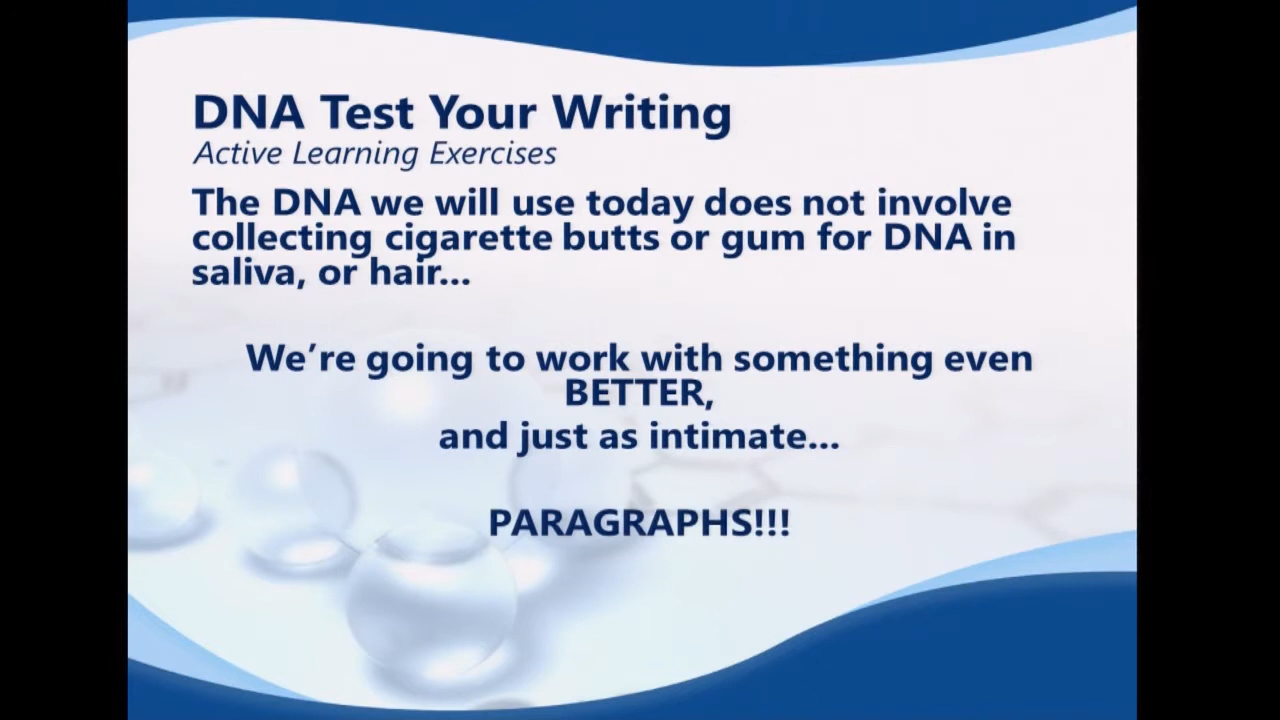 DNA Test Your Writing
Active Learning Exercises
The DNA we will use today does not involve
collecting cigarette butts or gum for DNA in
saliva, or hair...
We’re going to work with something even
BETTER,
and just as intimate...
PARAGRAPHS!!!